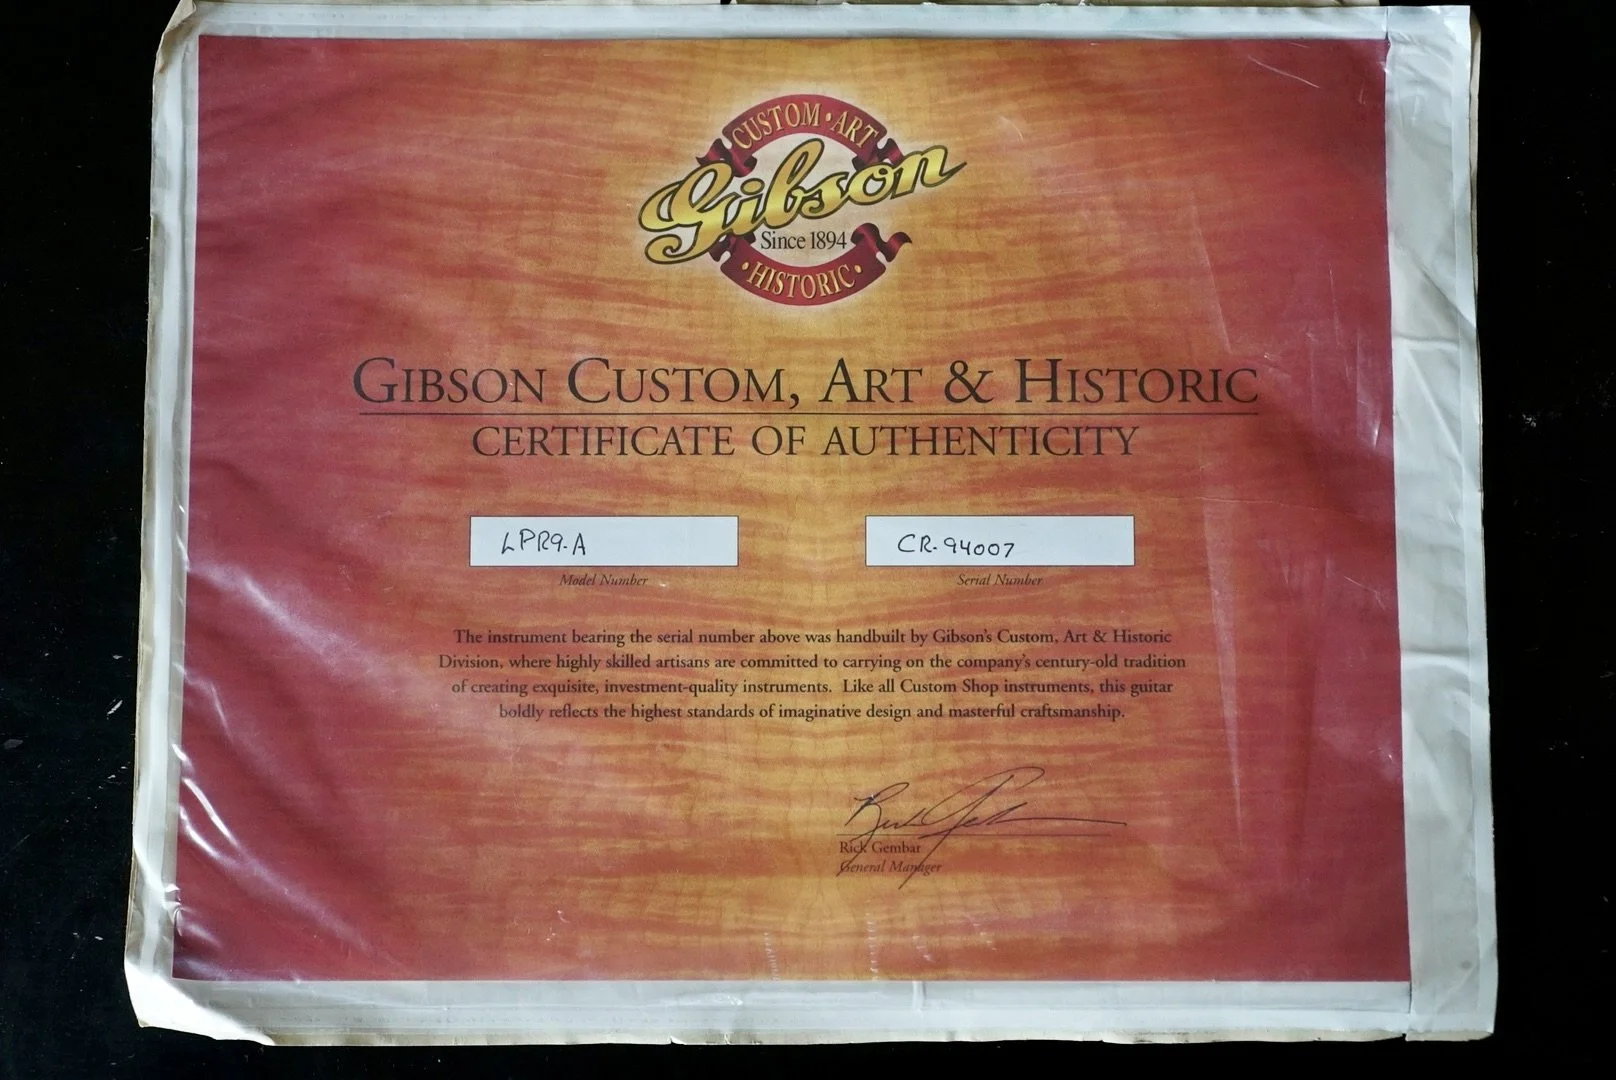 CUSTOM • ART
Gibson
Since 1894
• HISTORIC •
GIBSON CUSTOM, ART & HISTORIC
CERTIFICATE OF AUTHENTICITY
LPR9-A
CR-94007
Model Number
Serial Number
The instrument bearing the serial number above was handbuilt by Gibson's Custom, Art & Historic
Division, where highly skilled artisans are committed to carrying on the company's century-old tradition
of creating exquisite, investment-quality instruments. Like all Custom Shop instruments, this guitar
boldly reflects the highest standards of imaginative design and masterful craftsmanship.
Rick Gembar
General Manager